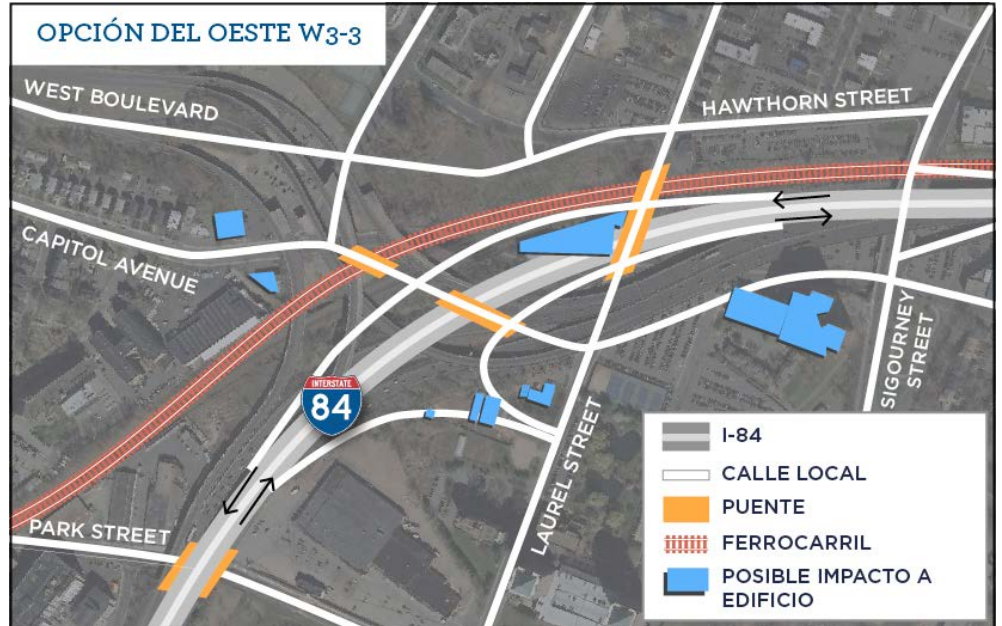 OPCIÓN DEL OESTE W3-3
WEST BOULEVARD
HAWTHORN STREET
CAPITOL AVENUE
SIGOURNEY
STREET
INTERSTATE
84
LAUREL STREET
PARK STREET
I-84
CALLE LOCAL
PUENTE
FERROCARRIL
POSIBLE IMPACTO A
EDIFICIO